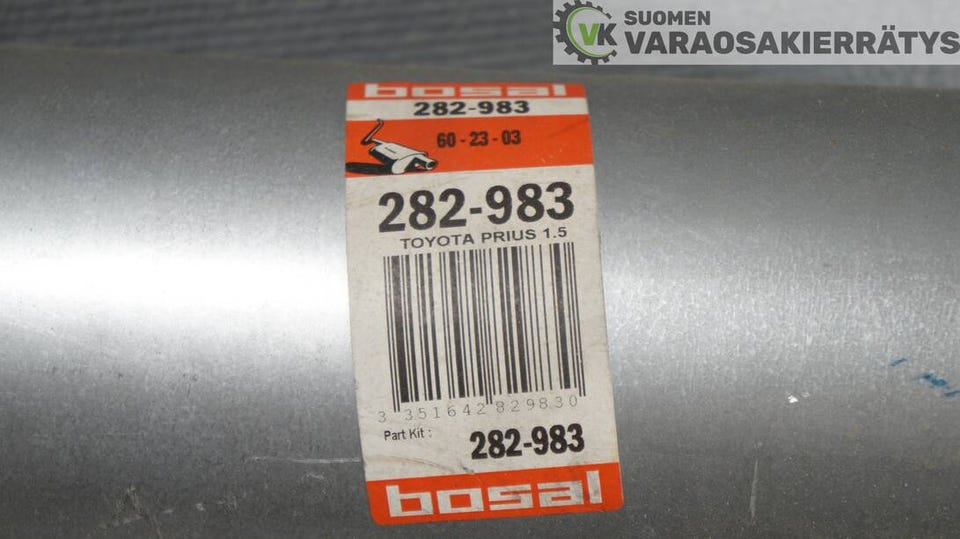 SUOMEN
VK VARAOSAKIERRÄTYS
bosal
282-983
60-23-03
282-983
TOYOTA PRIUS 1.5
3 351642 829830
Part Kit : 282-983
bosal